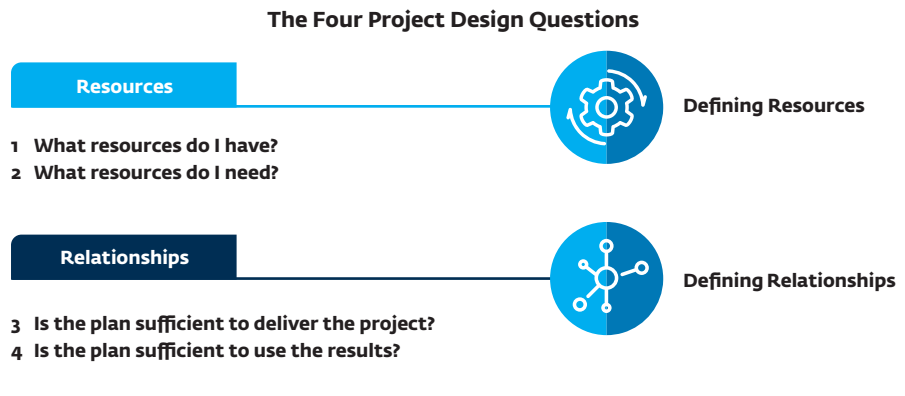 The Four Project Design Questions
Resources
Defining Resources
1 What resources do I have?
2 What resources do I need?
Relationships
Defining Relationships
3 Is the plan sufficient to deliver the project?
4 Is the plan sufficient to use the results?